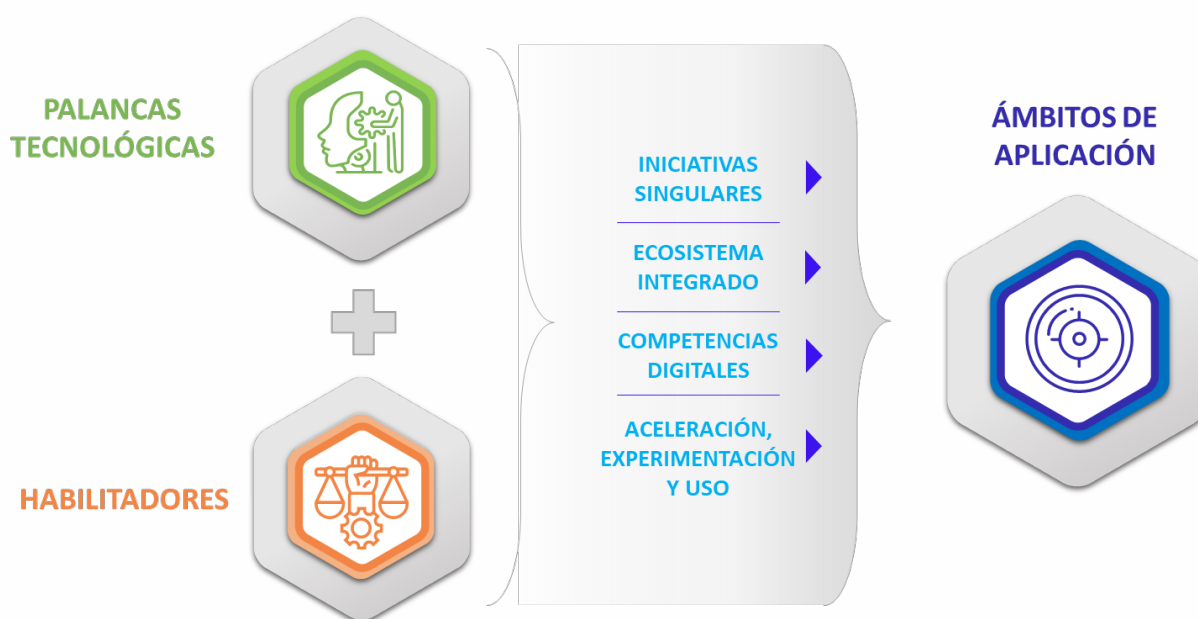 PALANCAS
TECNOLÓGICAS
HABILITADORES
INICIATIVAS
SINGULARES
ECOSISTEMA
INTEGRADO
COMPETENCIAS
DIGITALES
ACELERACIÓN,
EXPERIMENTACIÓN
Y USO
ÁMBITOS DE
APLICACIÓN